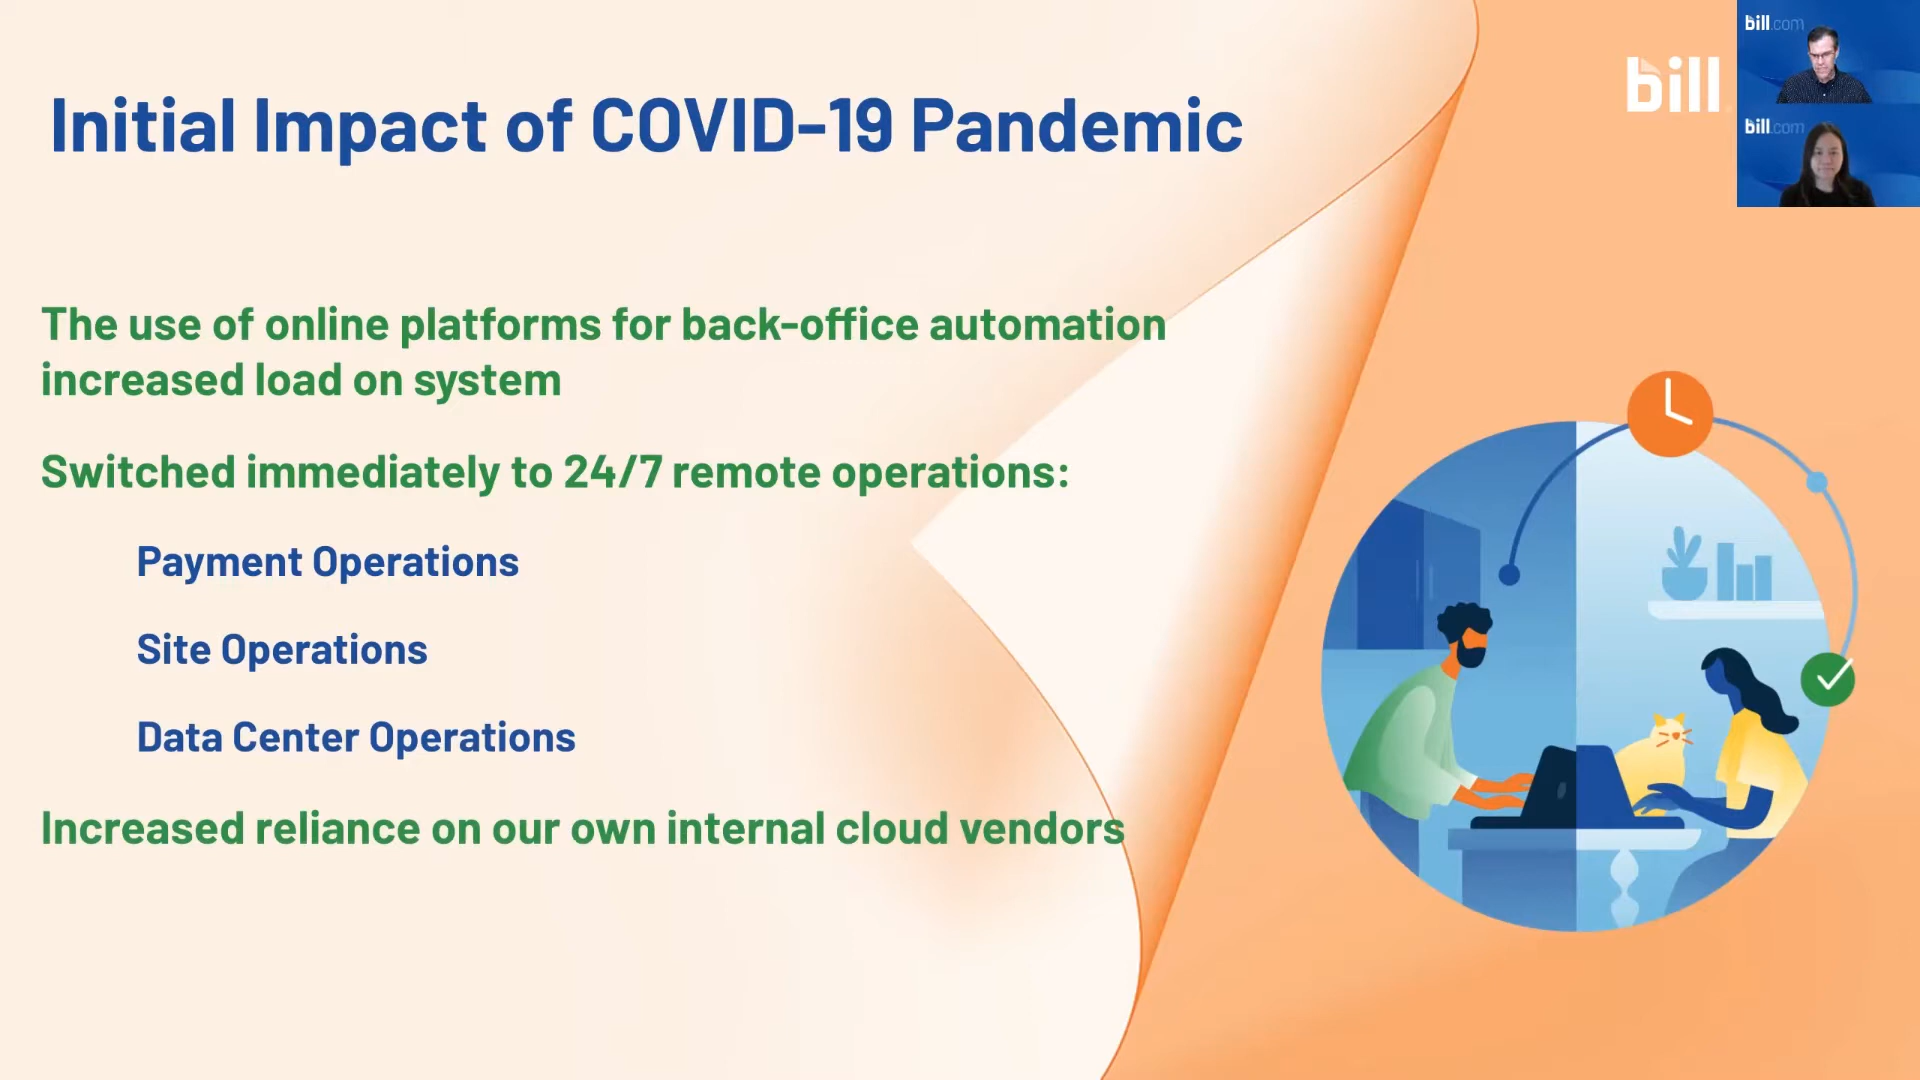 Initial Impact of COVID-19 Pandemic
bill
bill.com
bill.com
The use of online platforms for back-office automation
increased load on system
Switched immediately to 24/7 remote operations:
Payment Operations
Site Operations
Data Center Operations
Increased reliance on our own internal cloud vendors